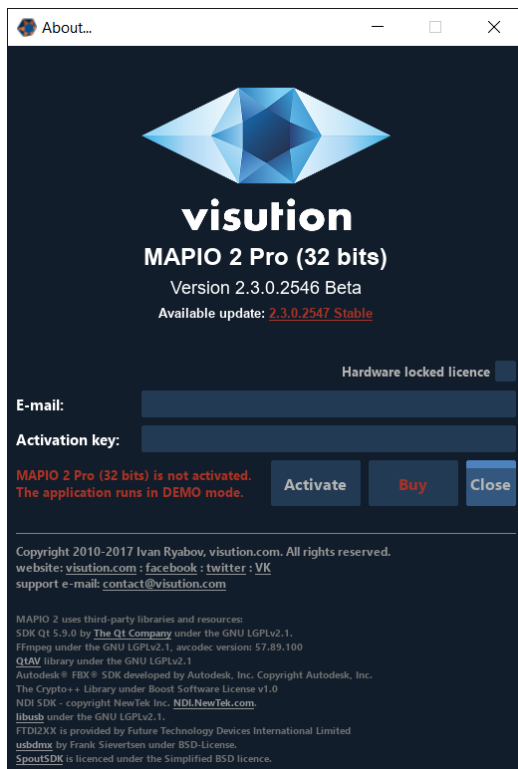 About...
visution
MAPIO 2 Pro (32 bits)
Version 2.3.0.2546 Beta
Available update: 2.3.0.2547 Stable
Hardware locked licence
E-mail:
Activation key:
MAPIO 2 Pro (32 bits) is not activated.
The application runs in DEMO mode.
Activate
Buy
Close
Copyright 2010-2017 Ivan Ryabov, visution.com. All rights reserved.
website: visution.com : facebook : twitter : VK
support e-mail: contact@visution.com
MAPIO 2 uses third-party libraries and resources:
SDK Qt 5.9.0 by The Qt Company under the GNU LGPLv2.1.
FFmpeg under the GNU LGPLv2.1, avcodec version: 57.89.100
QtAV library under the GNU LGPLv2.1
Autodesk® FBX® SDK developed by Autodesk, Inc. Copyright Autodesk, Inc.
The Crypto++ Library under Boost Software License v1.0
NDI SDK - copyright NewTek Inc. NDI.NewTek.com.
libusb under the GNU LGPLv2.1.
FTDI2XX is provided by Future Technology Devices International Limited
usbdmx by Frank Sievertsen under BSD-License.
SpoutSDK is licenced under the Simplified BSD licence.